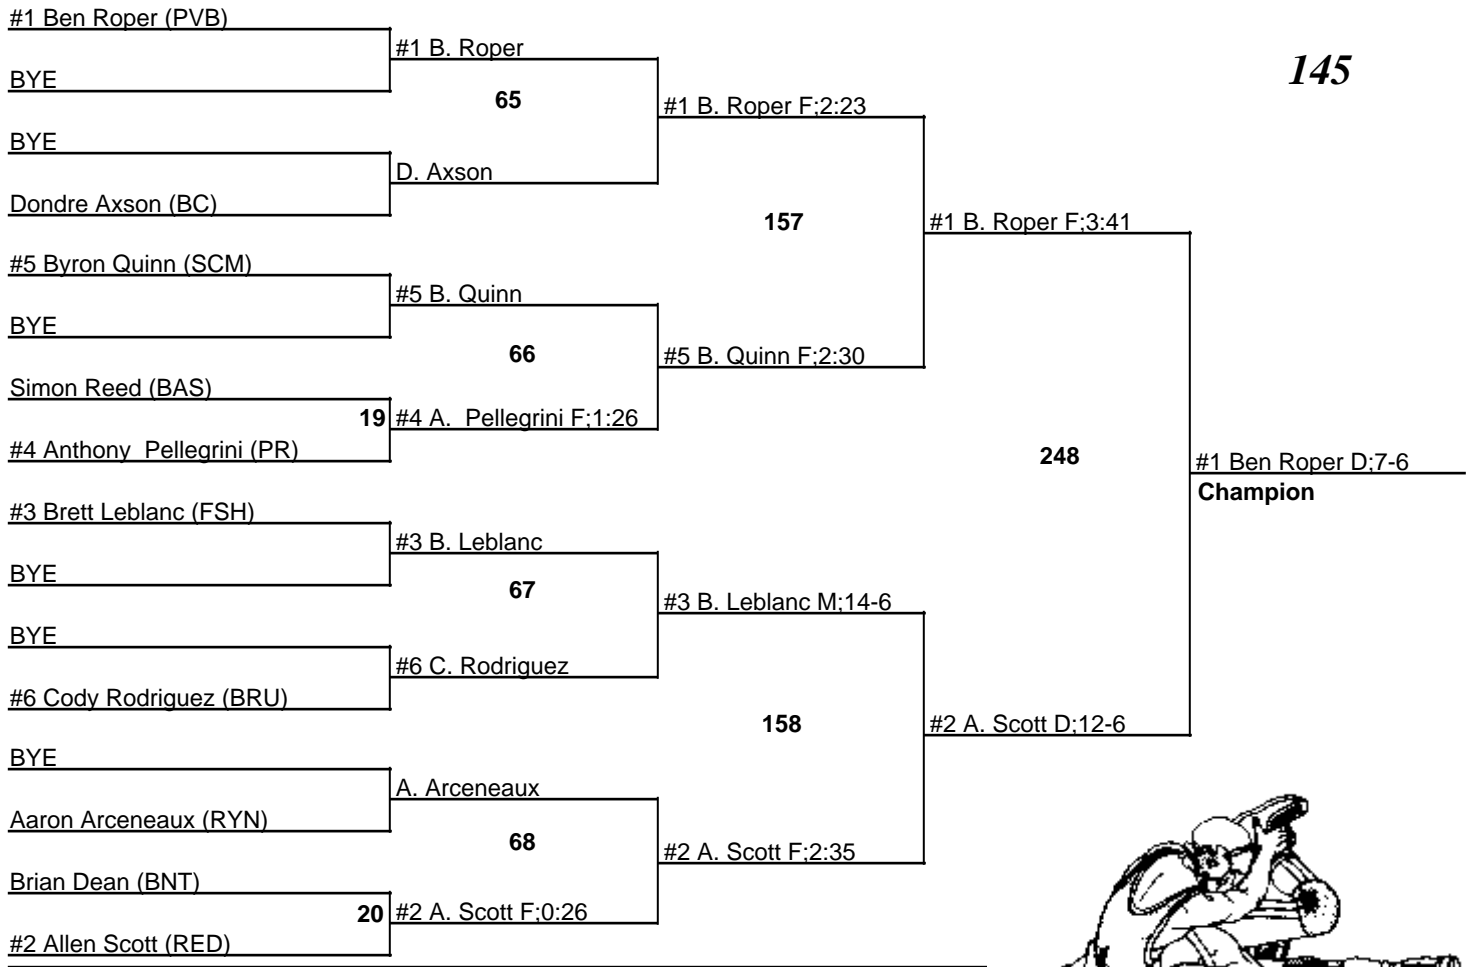 #1 Ben Roper (PVB)
BYE
BYE
Dondre Axson (BC)
#5 Byron Quinn (SCM)
BYE
Simon Reed (BAS)
#4 Anthony  Pellegrini (PR)
#3 Brett Leblanc (FSH)
BYE
BYE
#6 Cody Rodriguez (BRU)
BYE
Aaron Arceneaux (RYN)
Brian Dean (BNT)
#2 Allen Scott (RED)
19
20
#1 B. Roper
D. Axson
#5 B. Quinn
#4 A.  Pellegrini F;1:26
#3 B. Leblanc
#6 C. Rodriguez
A. Arceneaux
#2 A. Scott F;0:26
65
66
67
68
#1 B. Roper F;2:23
#5 B. Quinn F;2:30
#3 B. Leblanc M;14-6
#2 A. Scott F;2:35
157
158
#1 B. Roper F;3:41
#2 A. Scott D;12-6
248
#1 Ben Roper D;7-6
Champion
145